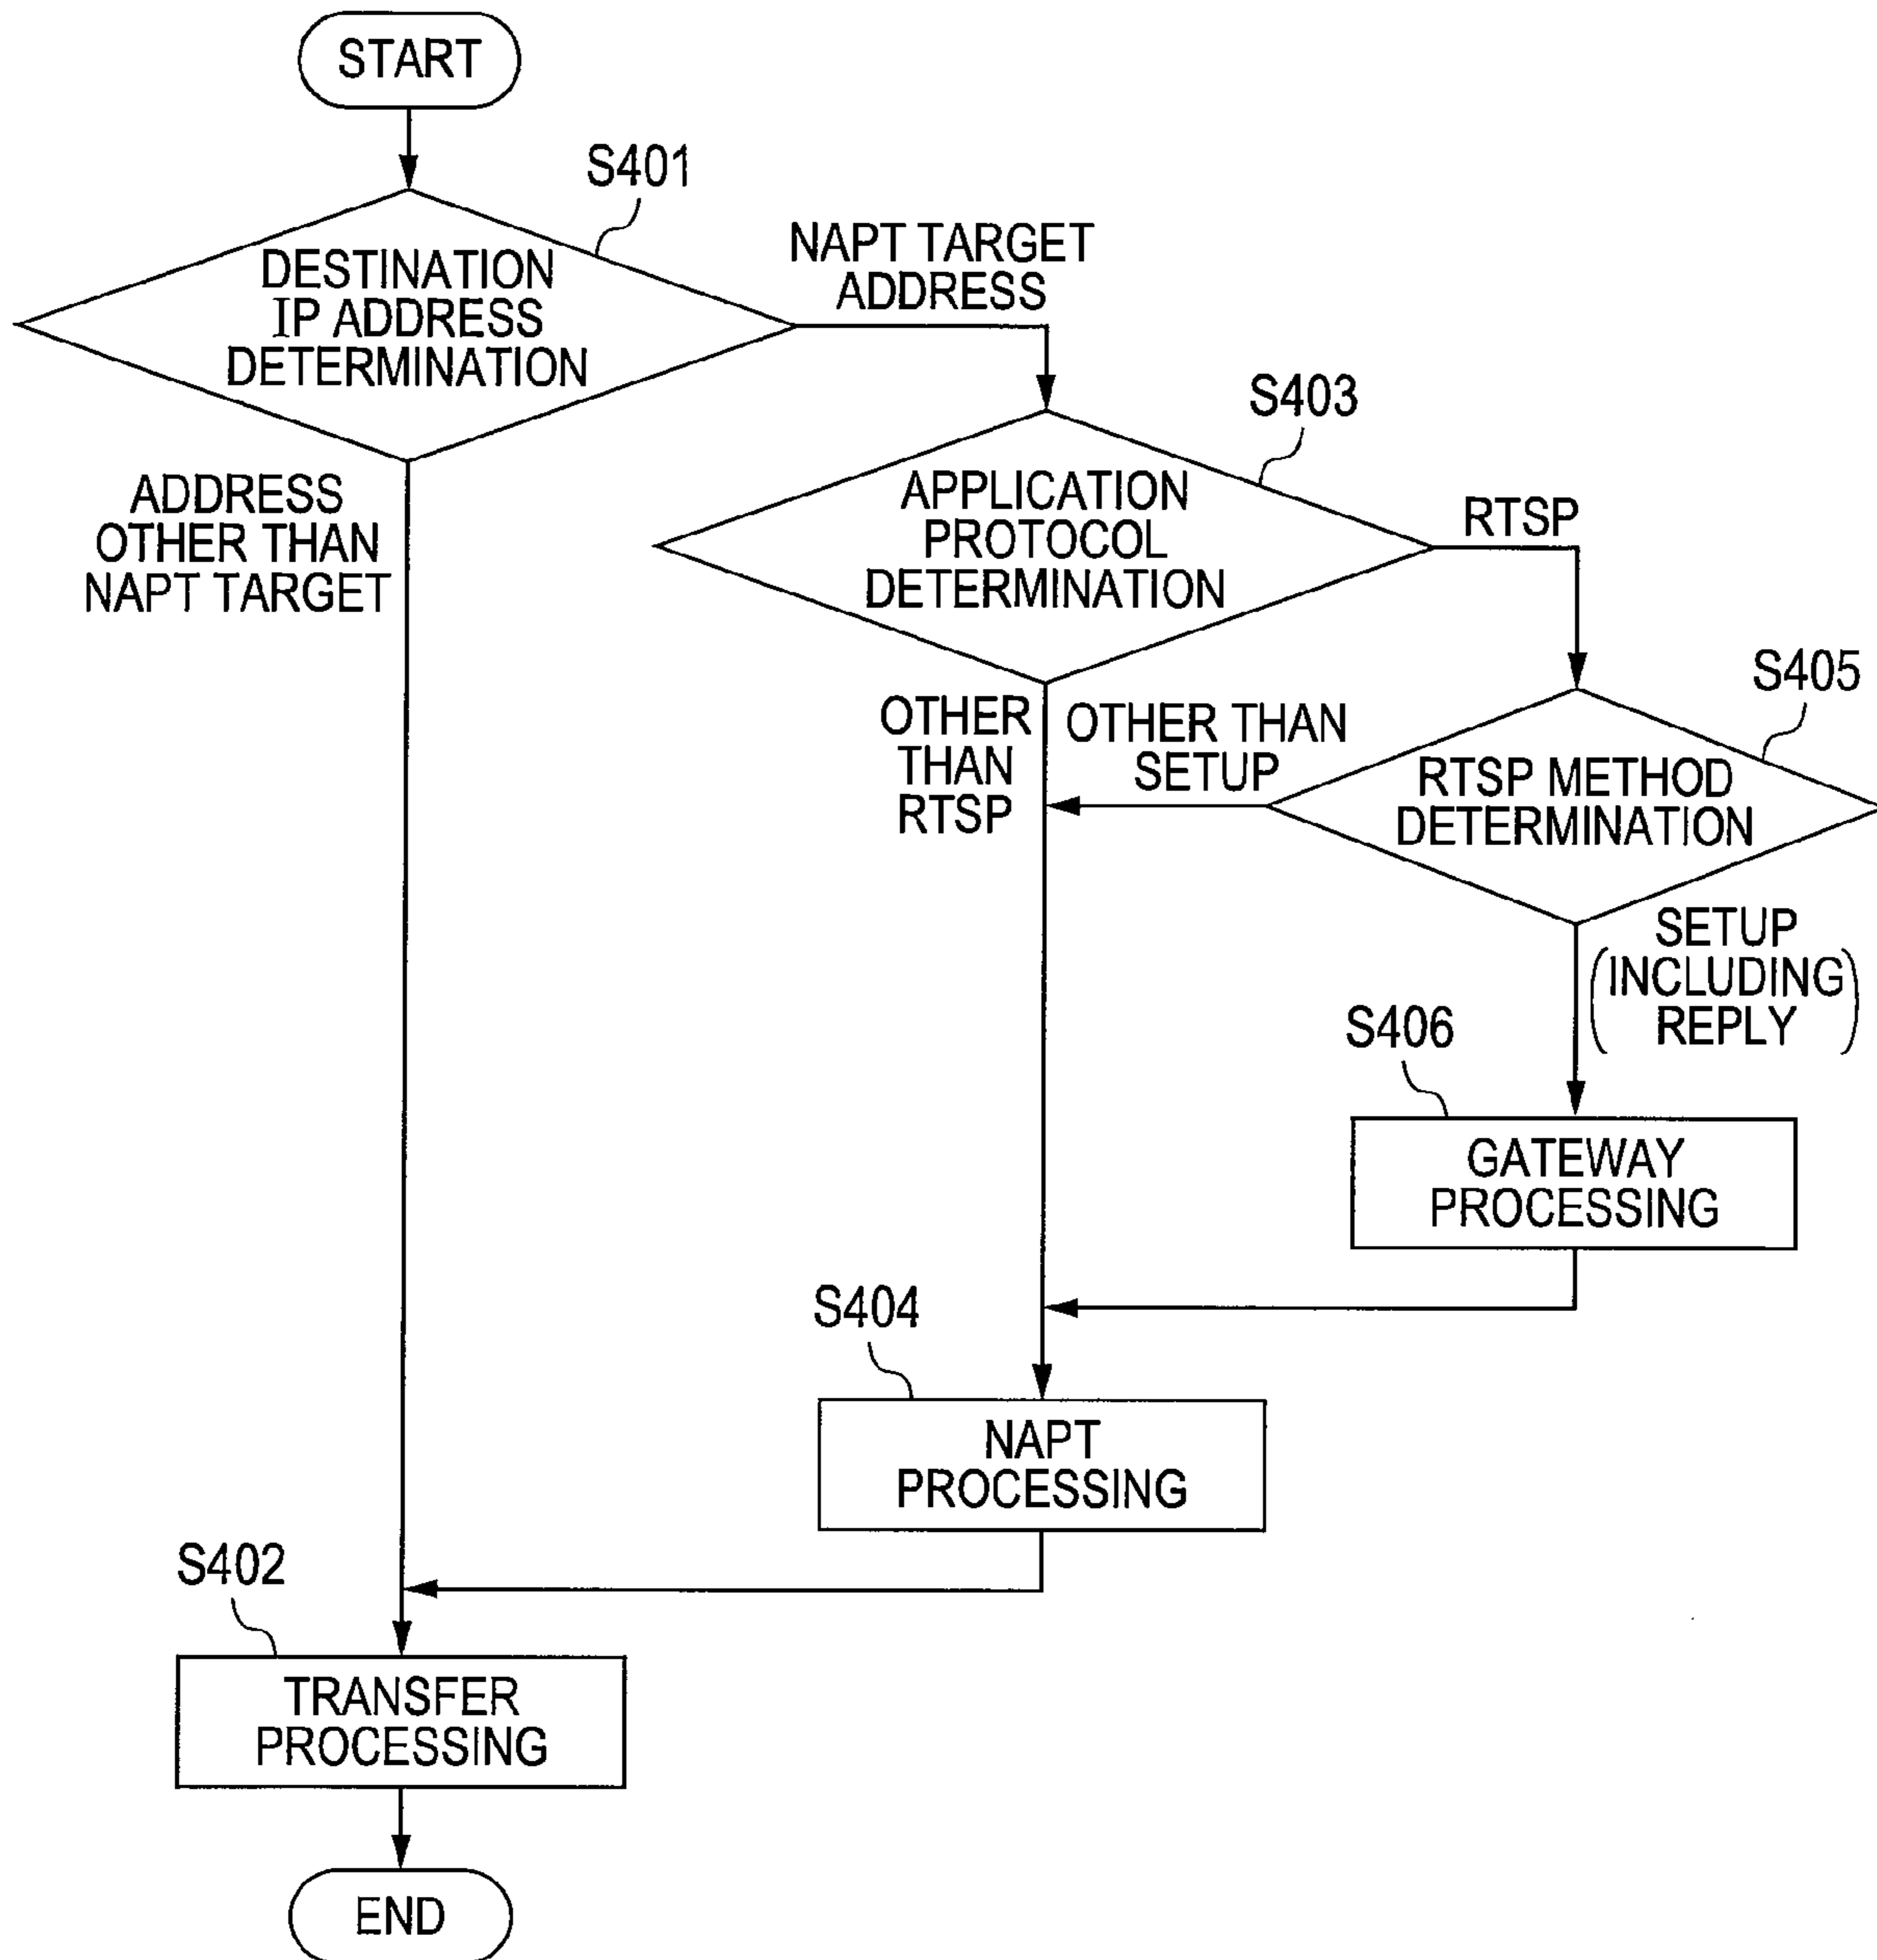 START
S401
DESTINATION
IP ADDRESS
DETERMINATION
NAPT TARGET
ADDRESS
S403
ADDRESS
OTHER THAN
NAPT TARGET
APPLICATION
PROTOCOL
DETERMINATION
RTSP
S405
OTHER
THAN
RTSP
OTHER THAN
SETUP
RTSP METHOD
DETERMINATION
SETUP
(INCLUDING
REPLY)
S406
GATEWAY
PROCESSING
S404
NAPT
PROCESSING
S402
TRANSFER
PROCESSING
END